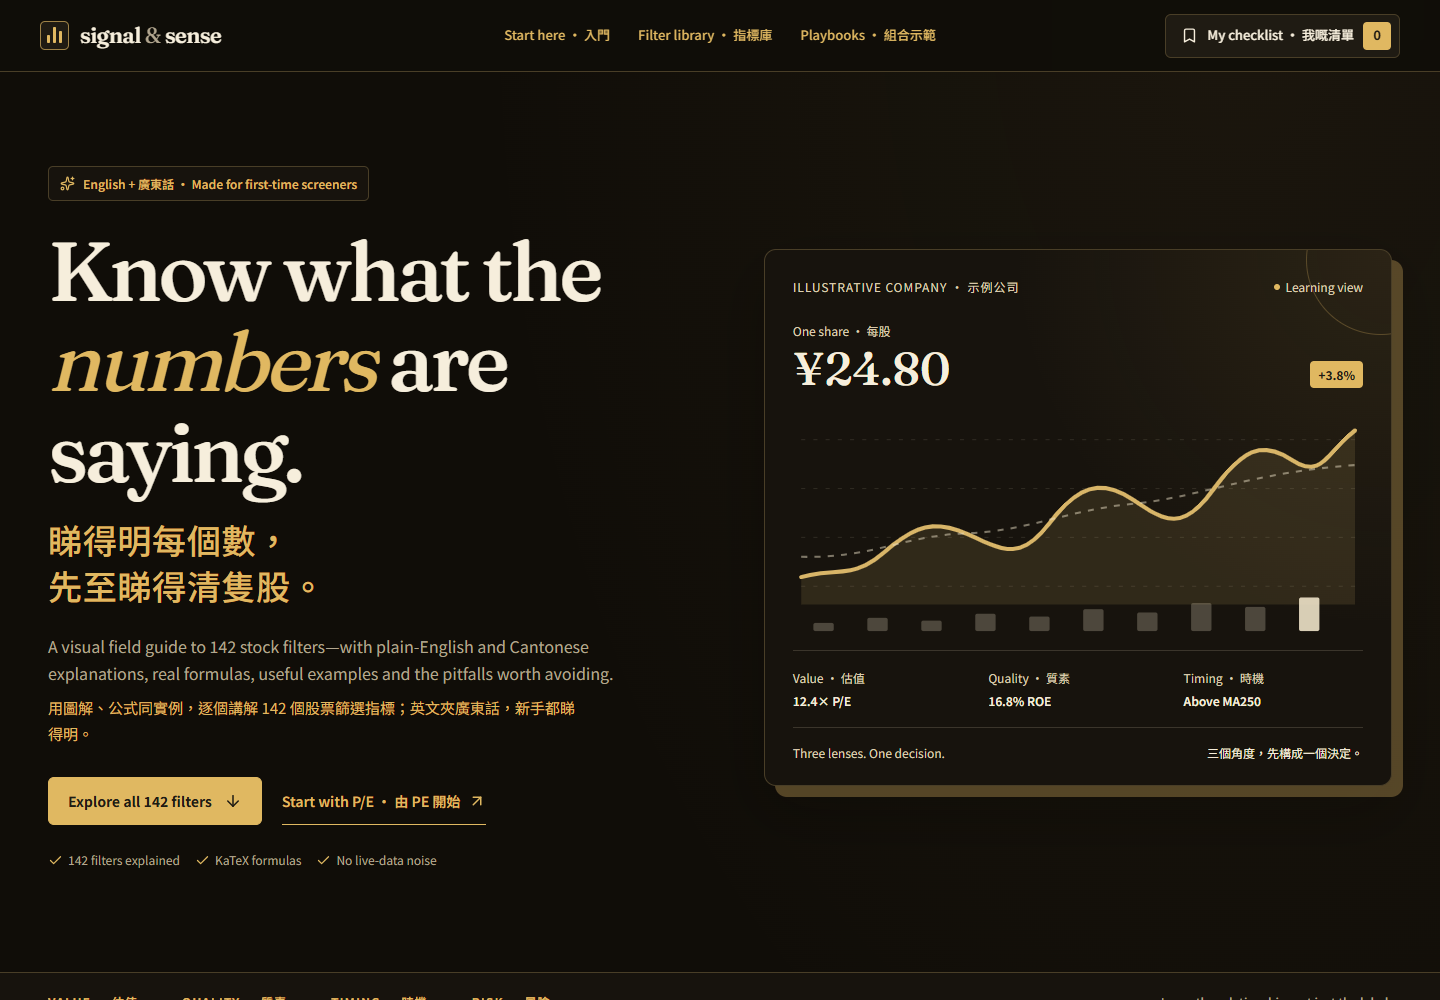 signal & sense
Start here • 入門
Filter library • 指標庫
Playbooks • 組合示範
My checklist • 我嘅清單 0
English + 廣東話 • Made for first-time screeners
Know what the
numbers are
saying.
睇得明每個數，
先至睇得清隻股。
A visual field guide to 142 stock filters—with plain-English and Cantonese
explanations, real formulas, useful examples and the pitfalls worth avoiding.
用圖解、公式同實例，逐個講解 142 個股票篩選指標；英文夾廣東話，新手都睇
得明。
Explore all 142 filters
Start with P/E • 由 PE 開始
142 filters explained
KaTeX formulas
No live-data noise
ILLUSTRATIVE COMPANY • 示例公司
Learning view
One share • 每股
¥24.80
+3.8%
Value • 估值
12.4× P/E
Quality • 質素
16.8% ROE
Timing • 時機
Above MA250
Three lenses. One decision.
三個角度，先構成一個決定。